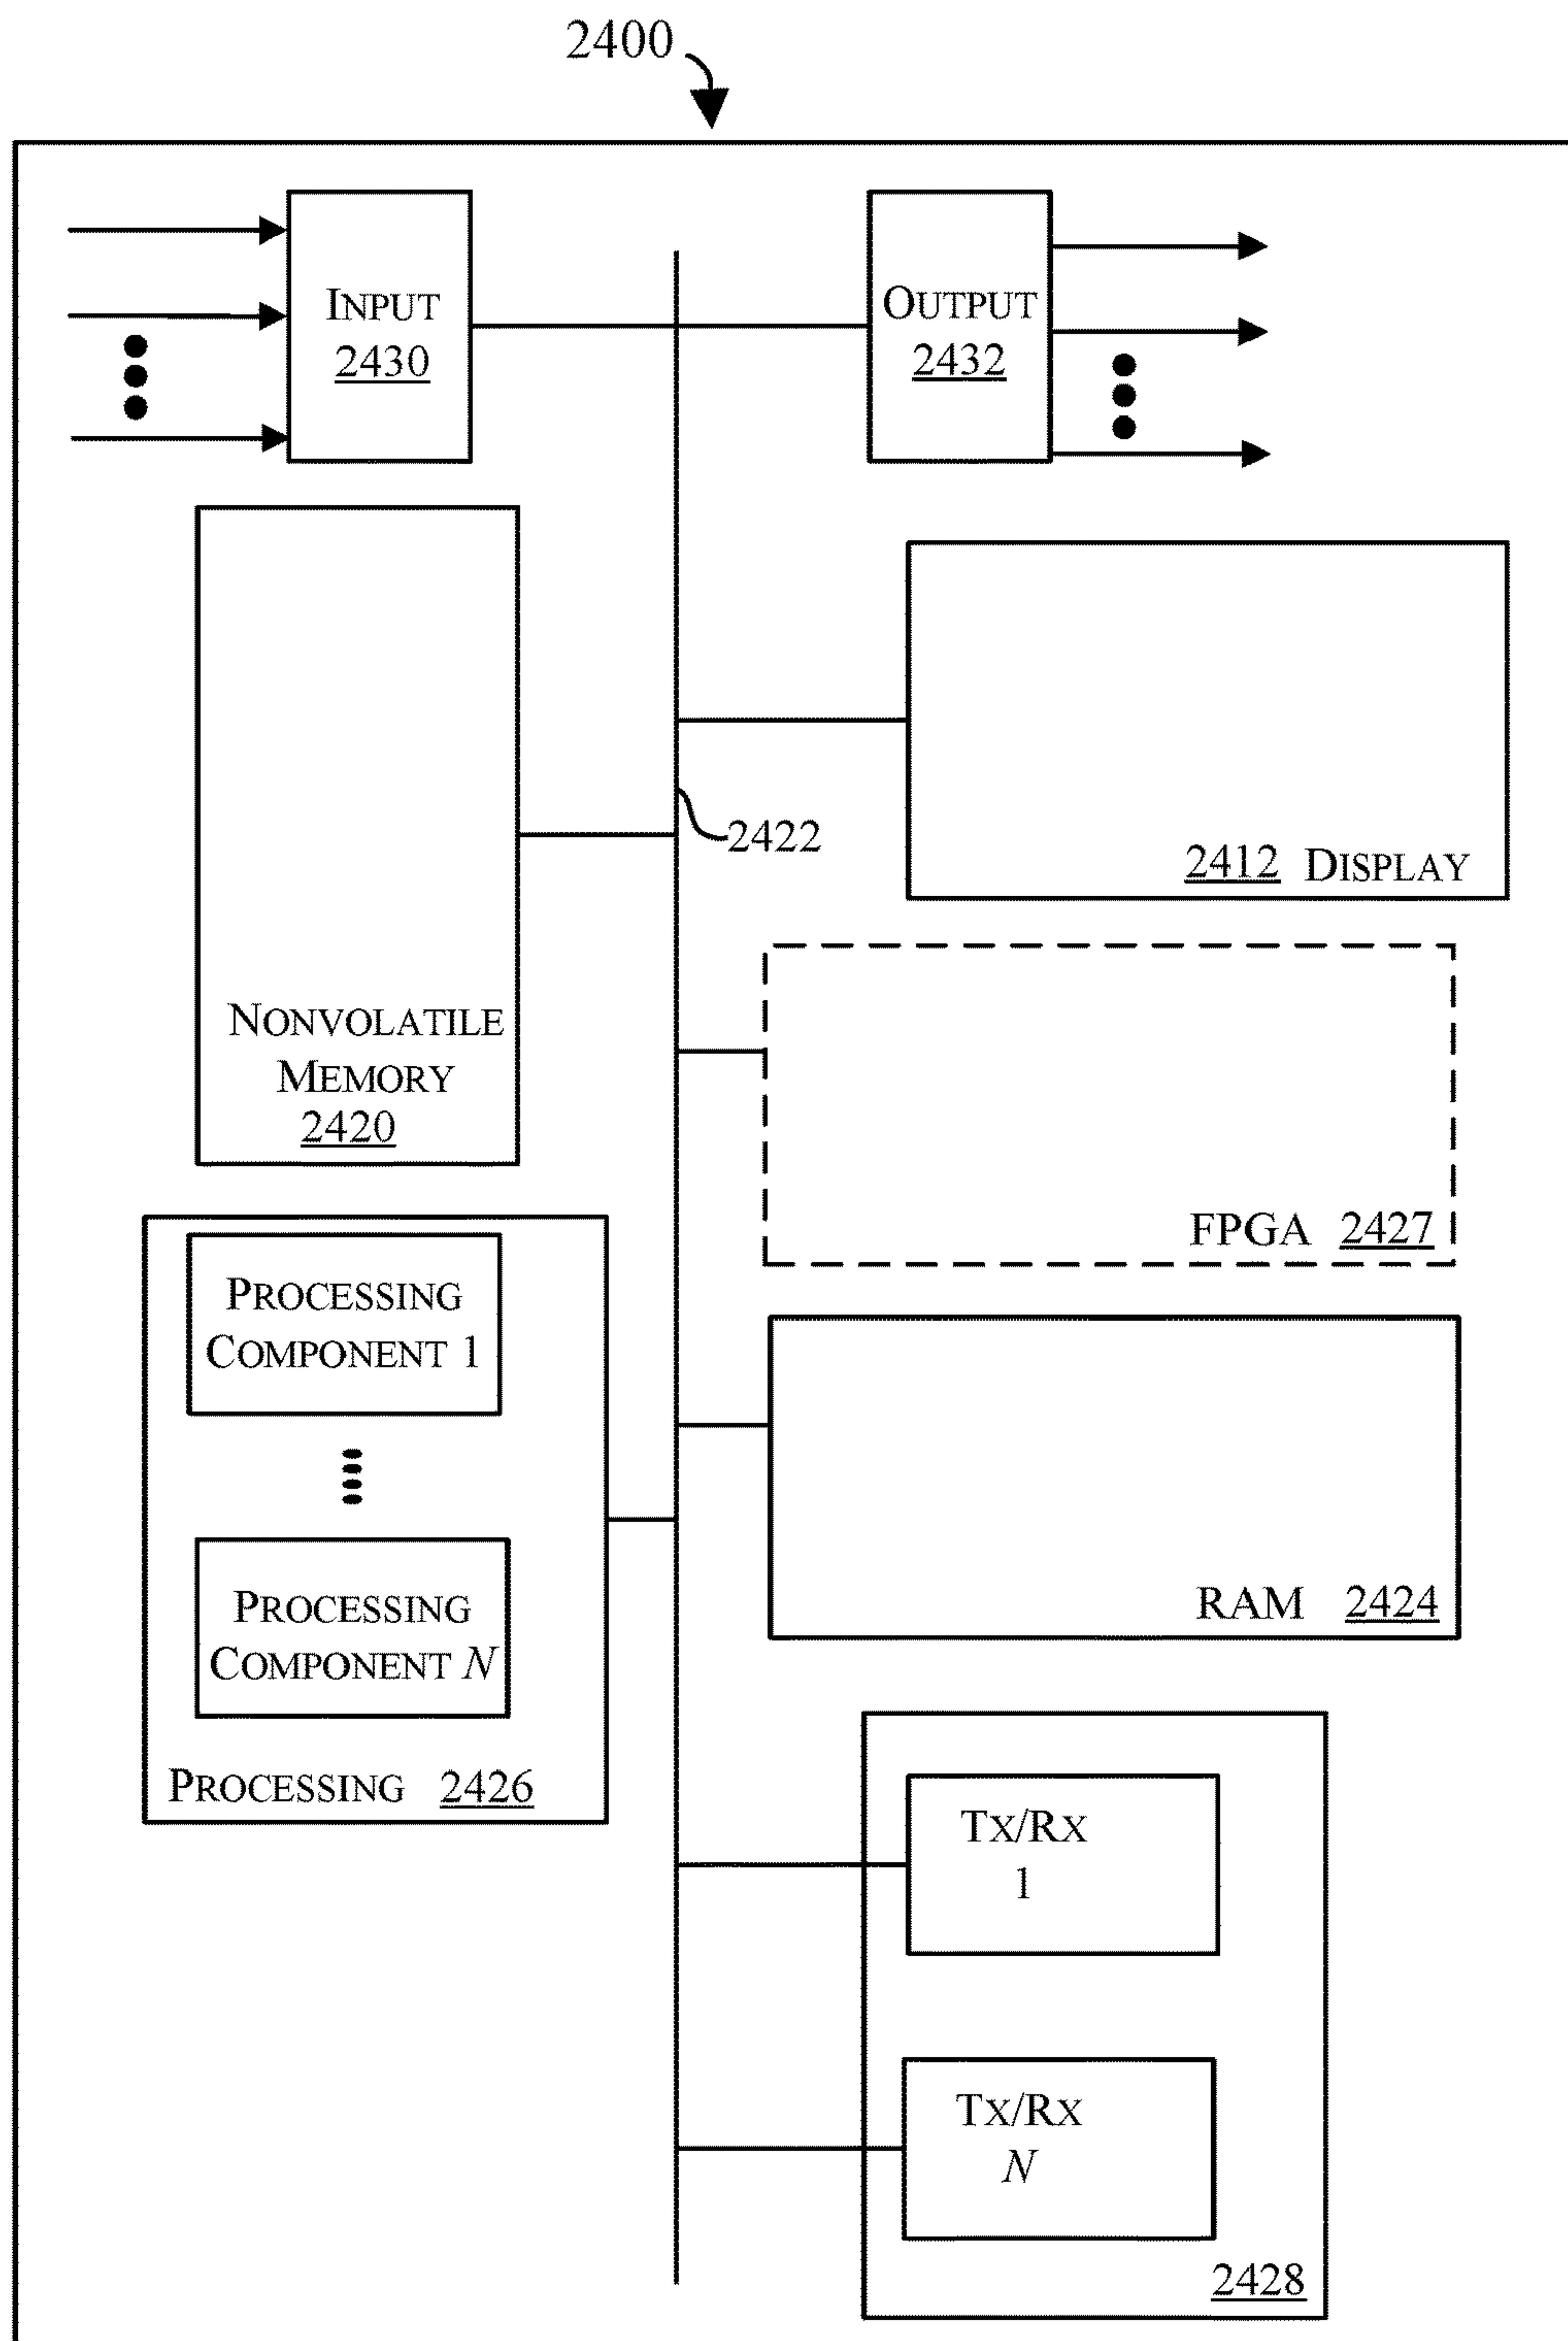 2400
INPUT
2430
OUTPUT
2432
2422
2412 DISPLAY
NONVOLATILE
MEMORY
2420
FPGA 2427
PROCESSING
COMPONENT 1
PROCESSING
COMPONENT N
PROCESSING 2426
RAM 2424
TX/RX
1
TX/RX
N
2428